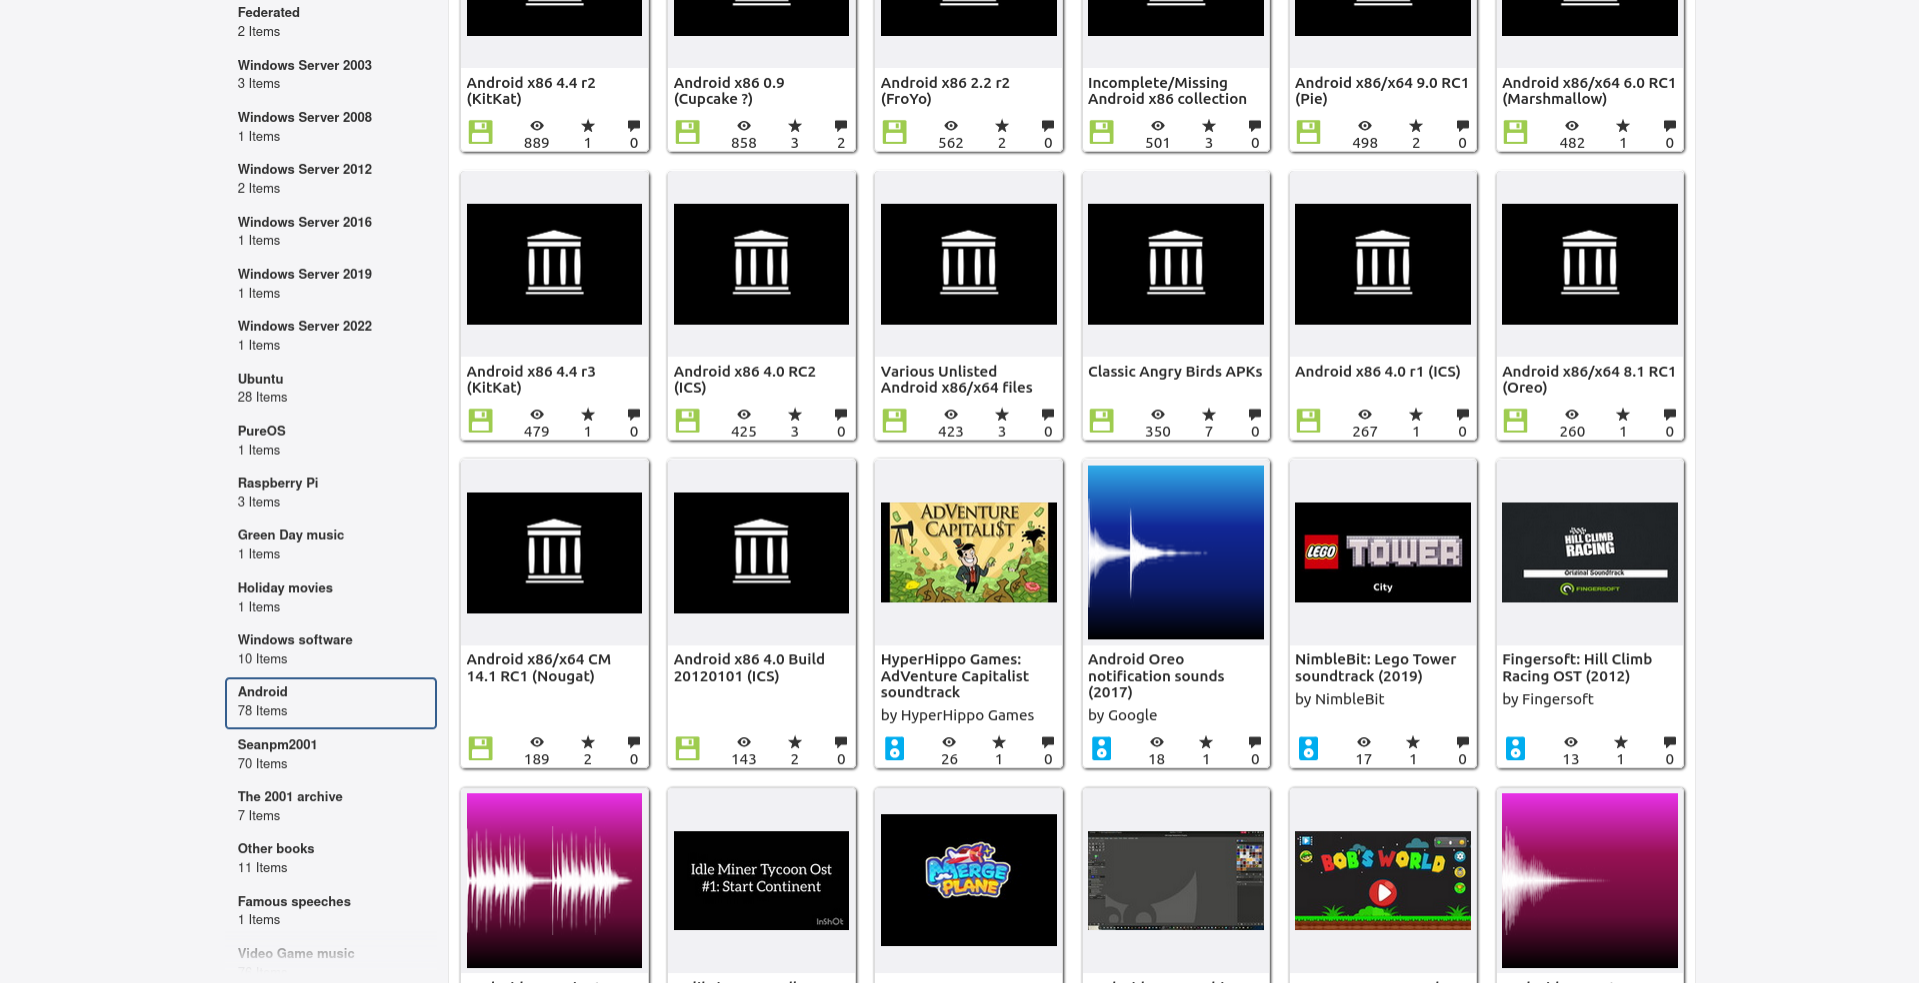 Federated
2 Items
Windows Server 2003
3 Items
Windows Server 2008
1 Items
Windows Server 2012
2 Items
Windows Server 2016
1 Items
Windows Server 2019
1 Items
Windows Server 2022
1 Items
Ubuntu
28 Items
PureOS
1 Items
Raspberry Pi
3 Items
Green Day music
1 Items
Holiday movies
1 Items
Windows software
10 Items
Android
78 Items
Seanpm2001
70 Items
The 2001 archive
7 Items
Other books
11 Items
Famous speeches
1 Items
Video Game music
Android x86 4.4 r2
(KitKat)
889 1 0
Android x86 0.9
(Cupcake ?)
858 3 2
Android x86 2.2 r2
(FroYo)
562 2 0
Incomplete/Missing
Android x86 collection
501 3 0
Android x86/x64 9.0 RC1
(Pie)
498 2 0
Android x86/x64 6.0 RC1
(Marshmallow)
482 1 0
Android x86 4.4 r3
(KitKat)
479 1 0
Android x86 4.0 RC2
(ICS)
425 3 0
Various Unlisted
Android x86/x64 files
423 3 0
Classic Angry Birds APKs
350 7 0
Android x86 4.0 r1 (ICS)
267 1 0
Android x86/x64 8.1 RC1
(Oreo)
260 1 0
Android x86/x64 CM
14.1 RC1 (Nougat)
189 2 0
Android x86 4.0 Build
20120101 (ICS)
143 2 0
ADVENTURE
CAPITALI$T
HyperHippo Games:
AdVenture Capitalist
soundtrack
by HyperHippo Games
26 1 0
Android Oreo
notification sounds
(2017)
by Google
18 1 0
LEGO TOWER
City
NimbleBit: Lego Tower
soundtrack (2019)
by NimbleBit
17 1 0
HILL CLIMB
RACING
Original Soundtrack
FINGERSOFT
Fingersoft: Hill Climb
Racing OST (2012)
by Fingersoft
13 1 0
Idle Miner Tycoon Ost
#1: Start Continent
InShOt
MERGE
PLANE
BOB'S WORLD